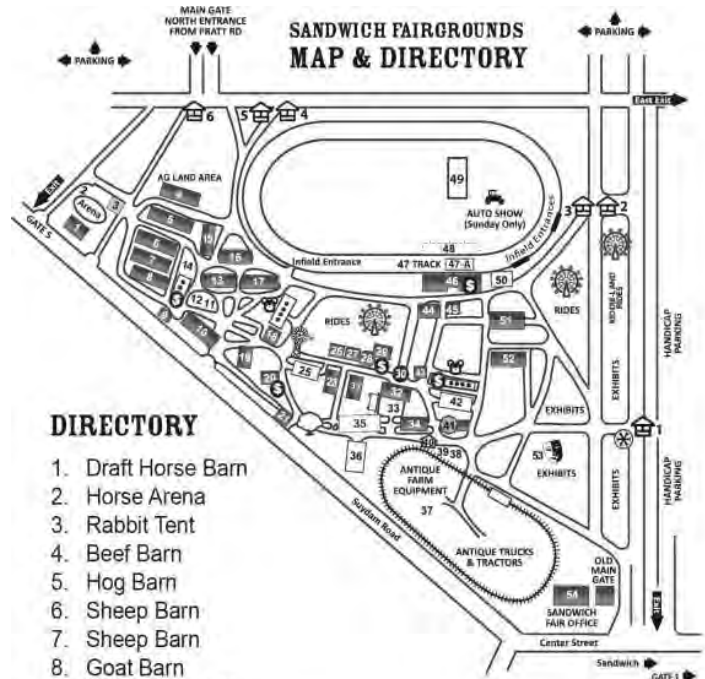 MAIN GATE
NORTH ENTRANCE
FROM PRATT RD
SANDWICH FAIRGROUNDS
MAP & DIRECTORY
PARKING
PARKING
East Exit
6
5
4
AG LAND AREA
EXIT
2
Arena
3
1
GATE 5
5
49
AUTO SHOW
(Sunday Only)
3
2
Infield Entrances
48
Infield Entrance
47 TRACK
47-A
46
$
50
6
7
8
14
15
16
13
17
12
11
$
9
10
18
RIDES
44
45
51
RIDES
KIDDIE-LAND
RIDES
HANDICAP
PARKING
19
20
$
21
25
26
27
28
29
$
30
43
52
23
33
42
$
35
34
41
EXHIBITS
EXHIBITS
1
36
40
39
38
53
EXHIBITS
EXHIBITS
HANDICAP
PARKING
ANTIQUE
FARM
EQUIPMENT
37
Suydam Road
ANTIQUE TRUCKS
& TRACTORS
OLD
MAIN
GATE
54
SANDWICH
FAIR OFFICE
EXIT
Center Street
Sandwich
GATE 1
DIRECTORY
1. Draft Horse Barn
2. Horse Arena
3. Rabbit Tent
4. Beef Barn
5. Hog Barn
6. Sheep Barn
7. Sheep Barn
8. Goat Barn